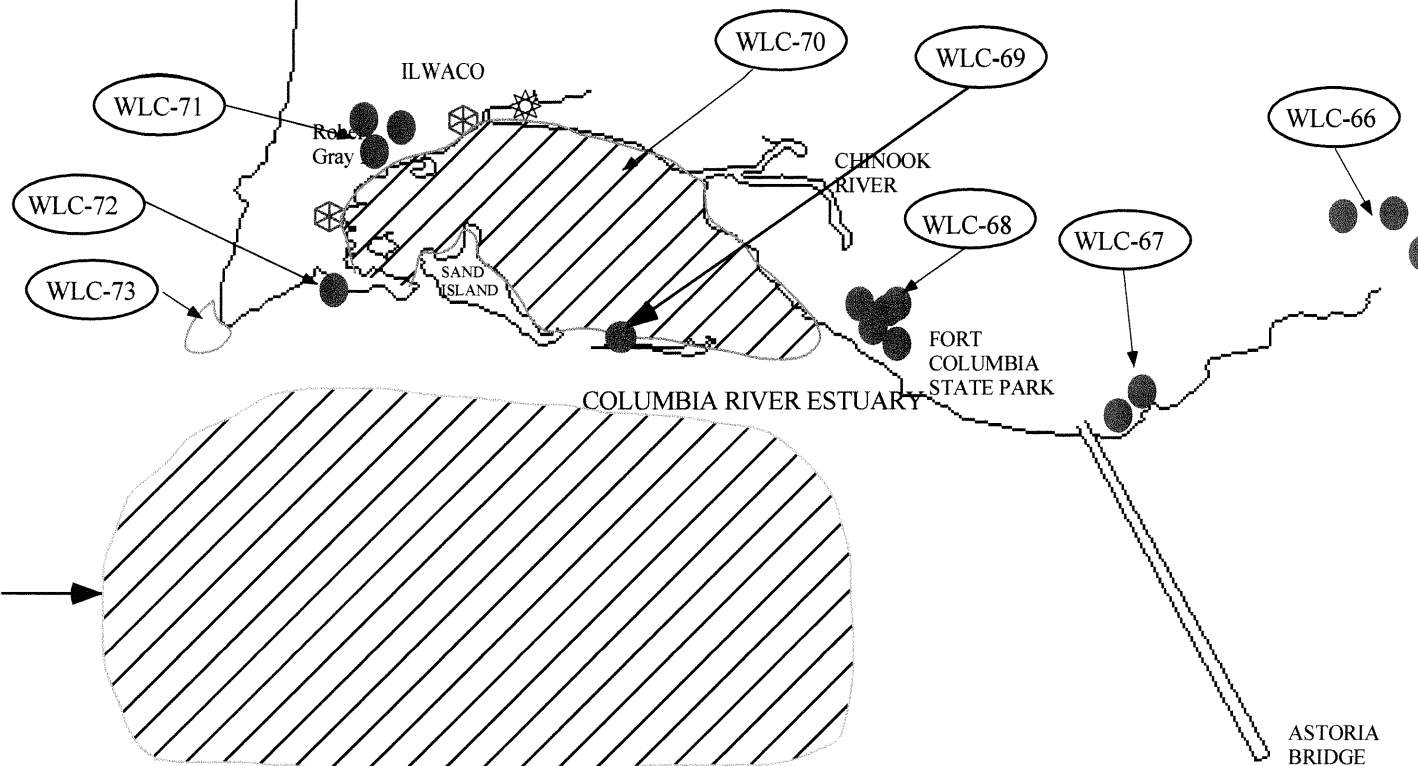 WLC-70
WLC-69
ILWACO
WLC-71
WLC-66
Gray
CHINOOK
RIVER
WLC-72
WLC-68
WLC-67
SAND
ISLAND
WLC-73
FORT
COLUMBIA
STATE PARK
COLUMBIA RIVER ESTUARY
ASTORIA
BRIDGE